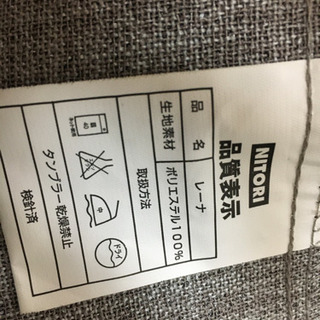 NITORI
品質表示
品 名 レーナ
生地素材 ポリエステル100%
取扱方法
40
ドライ
タンブラー乾燥禁止
検針済